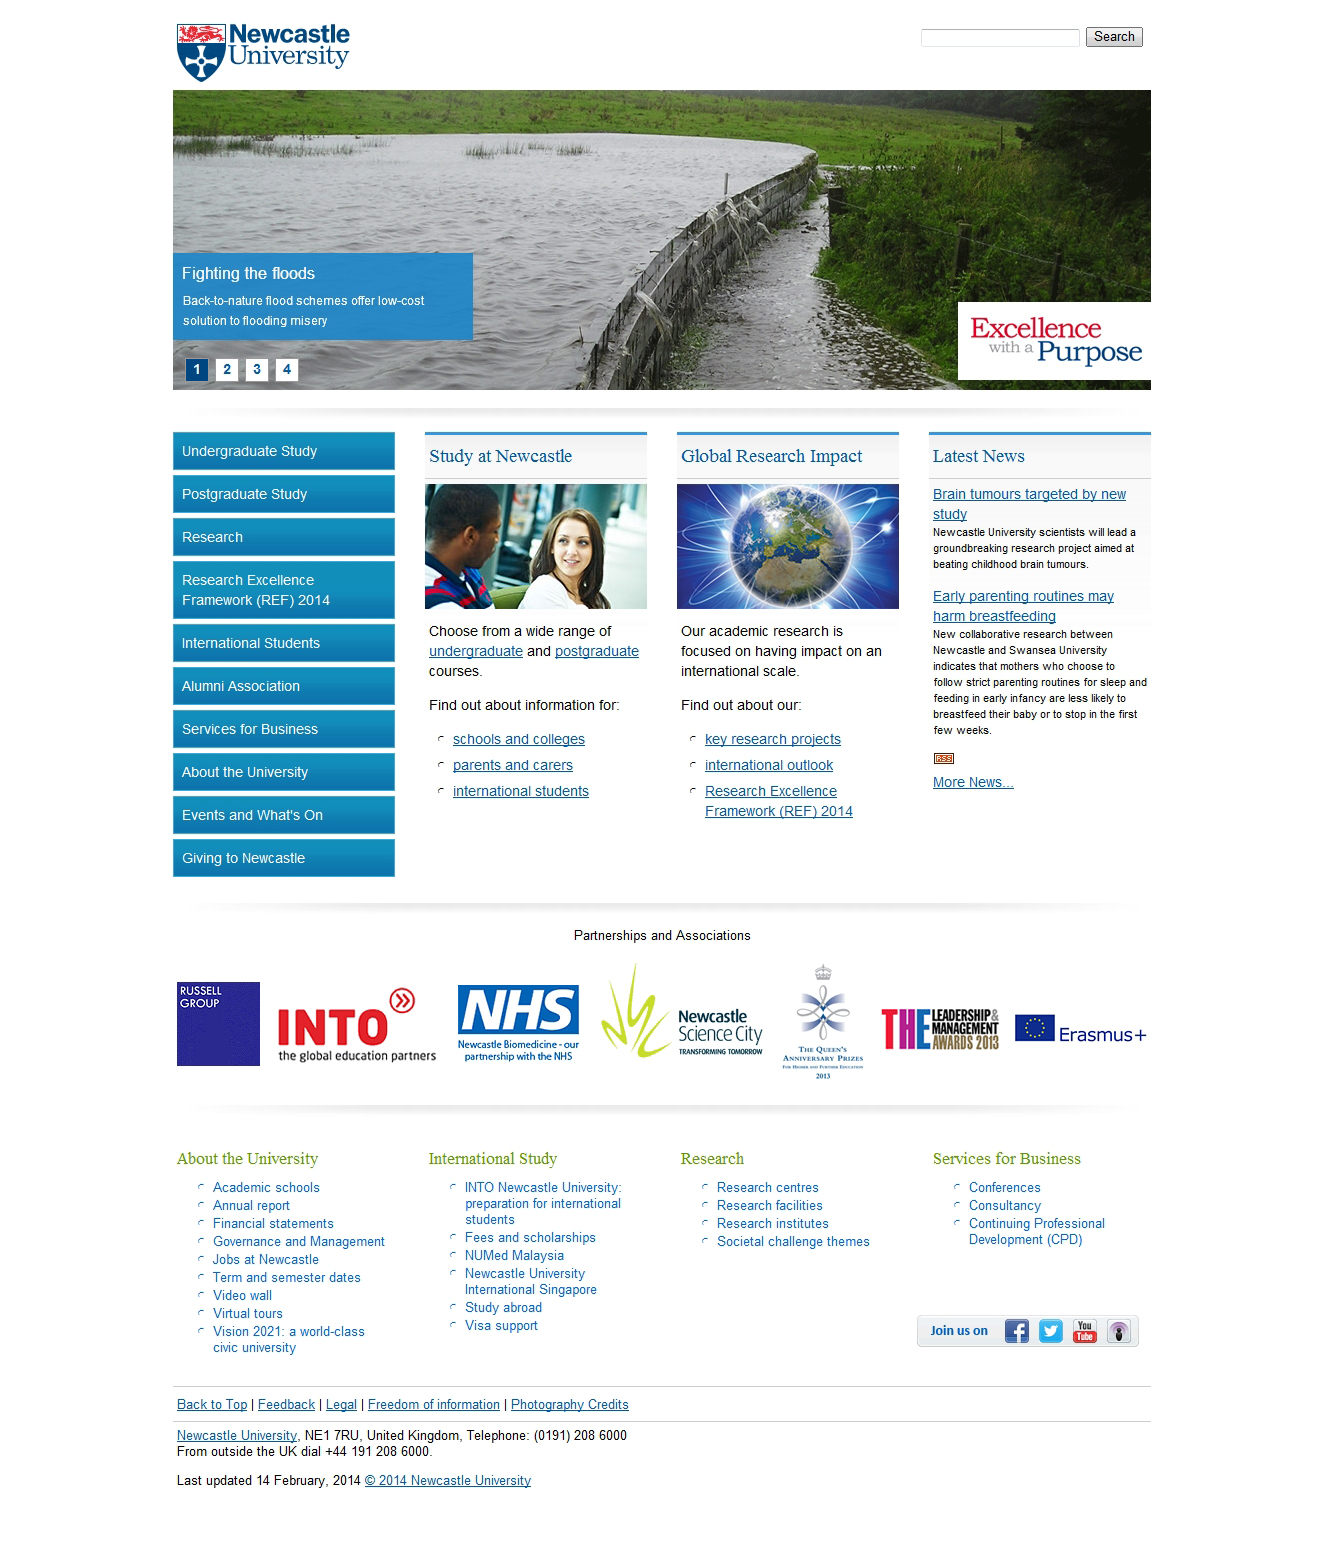 Newcastle
University
Search
Fighting the floods
Back-to-nature flood schemes offer low-cost
solution to flooding misery
1 2 3 4
Excellence
with a Purpose
Undergraduate Study
Postgraduate Study
Research
Research Excellence
Framework (REF) 2014
International Students
Alumni Association
Services for Business
About the University
Events and What's On
Giving to Newcastle
Study at Newcastle
Choose from a wide range of
undergraduate and postgraduate
courses.
Find out about information for:
schools and colleges
parents and carers
international students
Global Research Impact
Our academic research is
focused on having impact on an
international scale.
Find out about our:
key research projects
international outlook
Research Excellence
Framework (REF) 2014
Latest News
Brain tumours targeted by new
study
Newcastle University scientists will lead a
groundbreaking research project aimed at
beating childhood brain tumours.
Early parenting routines may
harm breastfeeding
New collaborative research between
Newcastle and Swansea University
indicates that mothers who choose to
follow strict parenting routines for sleep and
feeding in early infancy are less likely to
breastfeed their baby or to stop in the first
few weeks.
RSS
More News...
Partnerships and Associations
RUSSELL
GROUP
INTO
the global education partners
NHS
Newcastle Biomedicine - our
partnership with the NHS
Newcastle
Science City
TRANSFORMING TOMORROW
THE QUEEN'S
ANNIVERSARY PRIZES
FOR HIGHER AND FURTHER EDUCATION
2013
THE LEADERSHIP &
MANAGEMENT
AWARDS 2013
Erasmus+
About the University
Academic schools
Annual report
Financial statements
Governance and Management
Jobs at Newcastle
Term and semester dates
Video wall
Virtual tours
Vision 2021: a world-class
civic university
International Study
INTO Newcastle University:
preparation for international
students
Fees and scholarships
NUMed Malaysia
Newcastle University
International Singapore
Study abroad
Visa support
Research
Research centres
Research facilities
Research institutes
Societal challenge themes
Services for Business
Conferences
Consultancy
Continuing Professional
Development (CPD)
Join us on
You
Tube
Back to Top | Feedback | Legal | Freedom of information | Photography Credits
Newcastle University, NE1 7RU, United Kingdom, Telephone: (0191) 208 6000
From outside the UK dial +44 191 208 6000.
Last updated 14 February, 2014 © 2014 Newcastle University